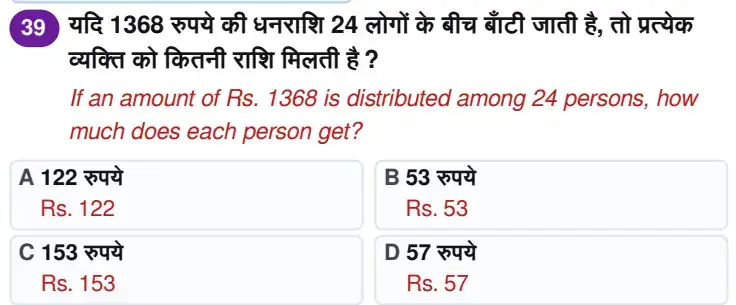 39 यदि 1368 रुपये की धनराशि 24 लोगों के बीच बाँटी जाती है, तो प्रत्येक
व्यक्ति को कितनी राशि मिलती है ?
If an amount of Rs. 1368 is distributed among 24 persons, how
much does each person get?
A 122 रुपये
Rs. 122
B 53 रुपये
Rs. 53
C 153 रुपये
Rs. 153
D 57 रुपये
Rs. 57